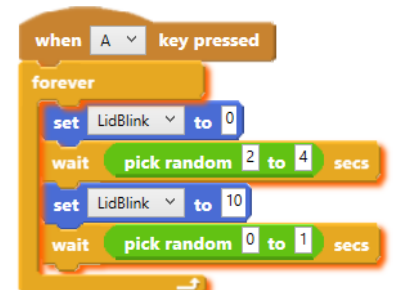 when A key pressed
forever
set LidBlink to 0
wait pick random 2 to 4 secs
set LidBlink to 10
wait pick random 0 to 1 secs